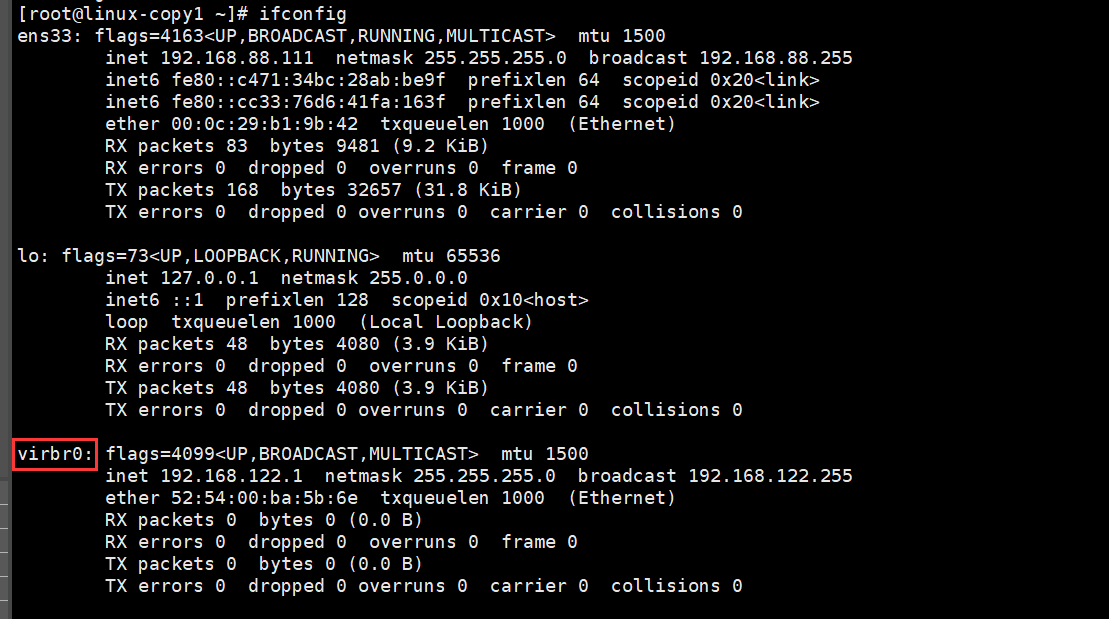 [root@linux-copy1 ~]# ifconfig
ens33: flags=4163<UP,BROADCAST,RUNNING,MULTICAST>  mtu 1500
        inet 192.168.88.111  netmask 255.255.255.0  broadcast 192.168.88.255
        inet6 fe80::c471:34bc:28ab:be9f  prefixlen 64  scopeid 0x20<link>
        inet6 fe80::cc33:76d6:41fa:163f  prefixlen 64  scopeid 0x20<link>
        ether 00:0c:29:b1:9b:42  txqueuelen 1000  (Ethernet)
        RX packets 83  bytes 9481 (9.2 KiB)
        RX errors 0  dropped 0  overruns 0  frame 0
        TX packets 168  bytes 32657 (31.8 KiB)
        TX errors 0  dropped 0 overruns 0  carrier 0  collisions 0

lo: flags=73<UP,LOOPBACK,RUNNING>  mtu 65536
        inet 127.0.0.1  netmask 255.0.0.0
        inet6 ::1  prefixlen 128  scopeid 0x10<host>
        loop  txqueuelen 1000  (Local Loopback)
        RX packets 48  bytes 4080 (3.9 KiB)
        RX errors 0  dropped 0  overruns 0  frame 0
        TX packets 48  bytes 4080 (3.9 KiB)
        TX errors 0  dropped 0 overruns 0  carrier 0  collisions 0

virbr0: flags=4099<UP,BROADCAST,MULTICAST>  mtu 1500
        inet 192.168.122.1  netmask 255.255.255.0  broadcast 192.168.122.255
        ether 52:54:00:ba:5b:6e  txqueuelen 1000  (Ethernet)
        RX packets 0  bytes 0 (0.0 B)
        RX errors 0  dropped 0  overruns 0  frame 0
        TX packets 0  bytes 0 (0.0 B)
        TX errors 0  dropped 0 overruns 0  carrier 0  collisions 0